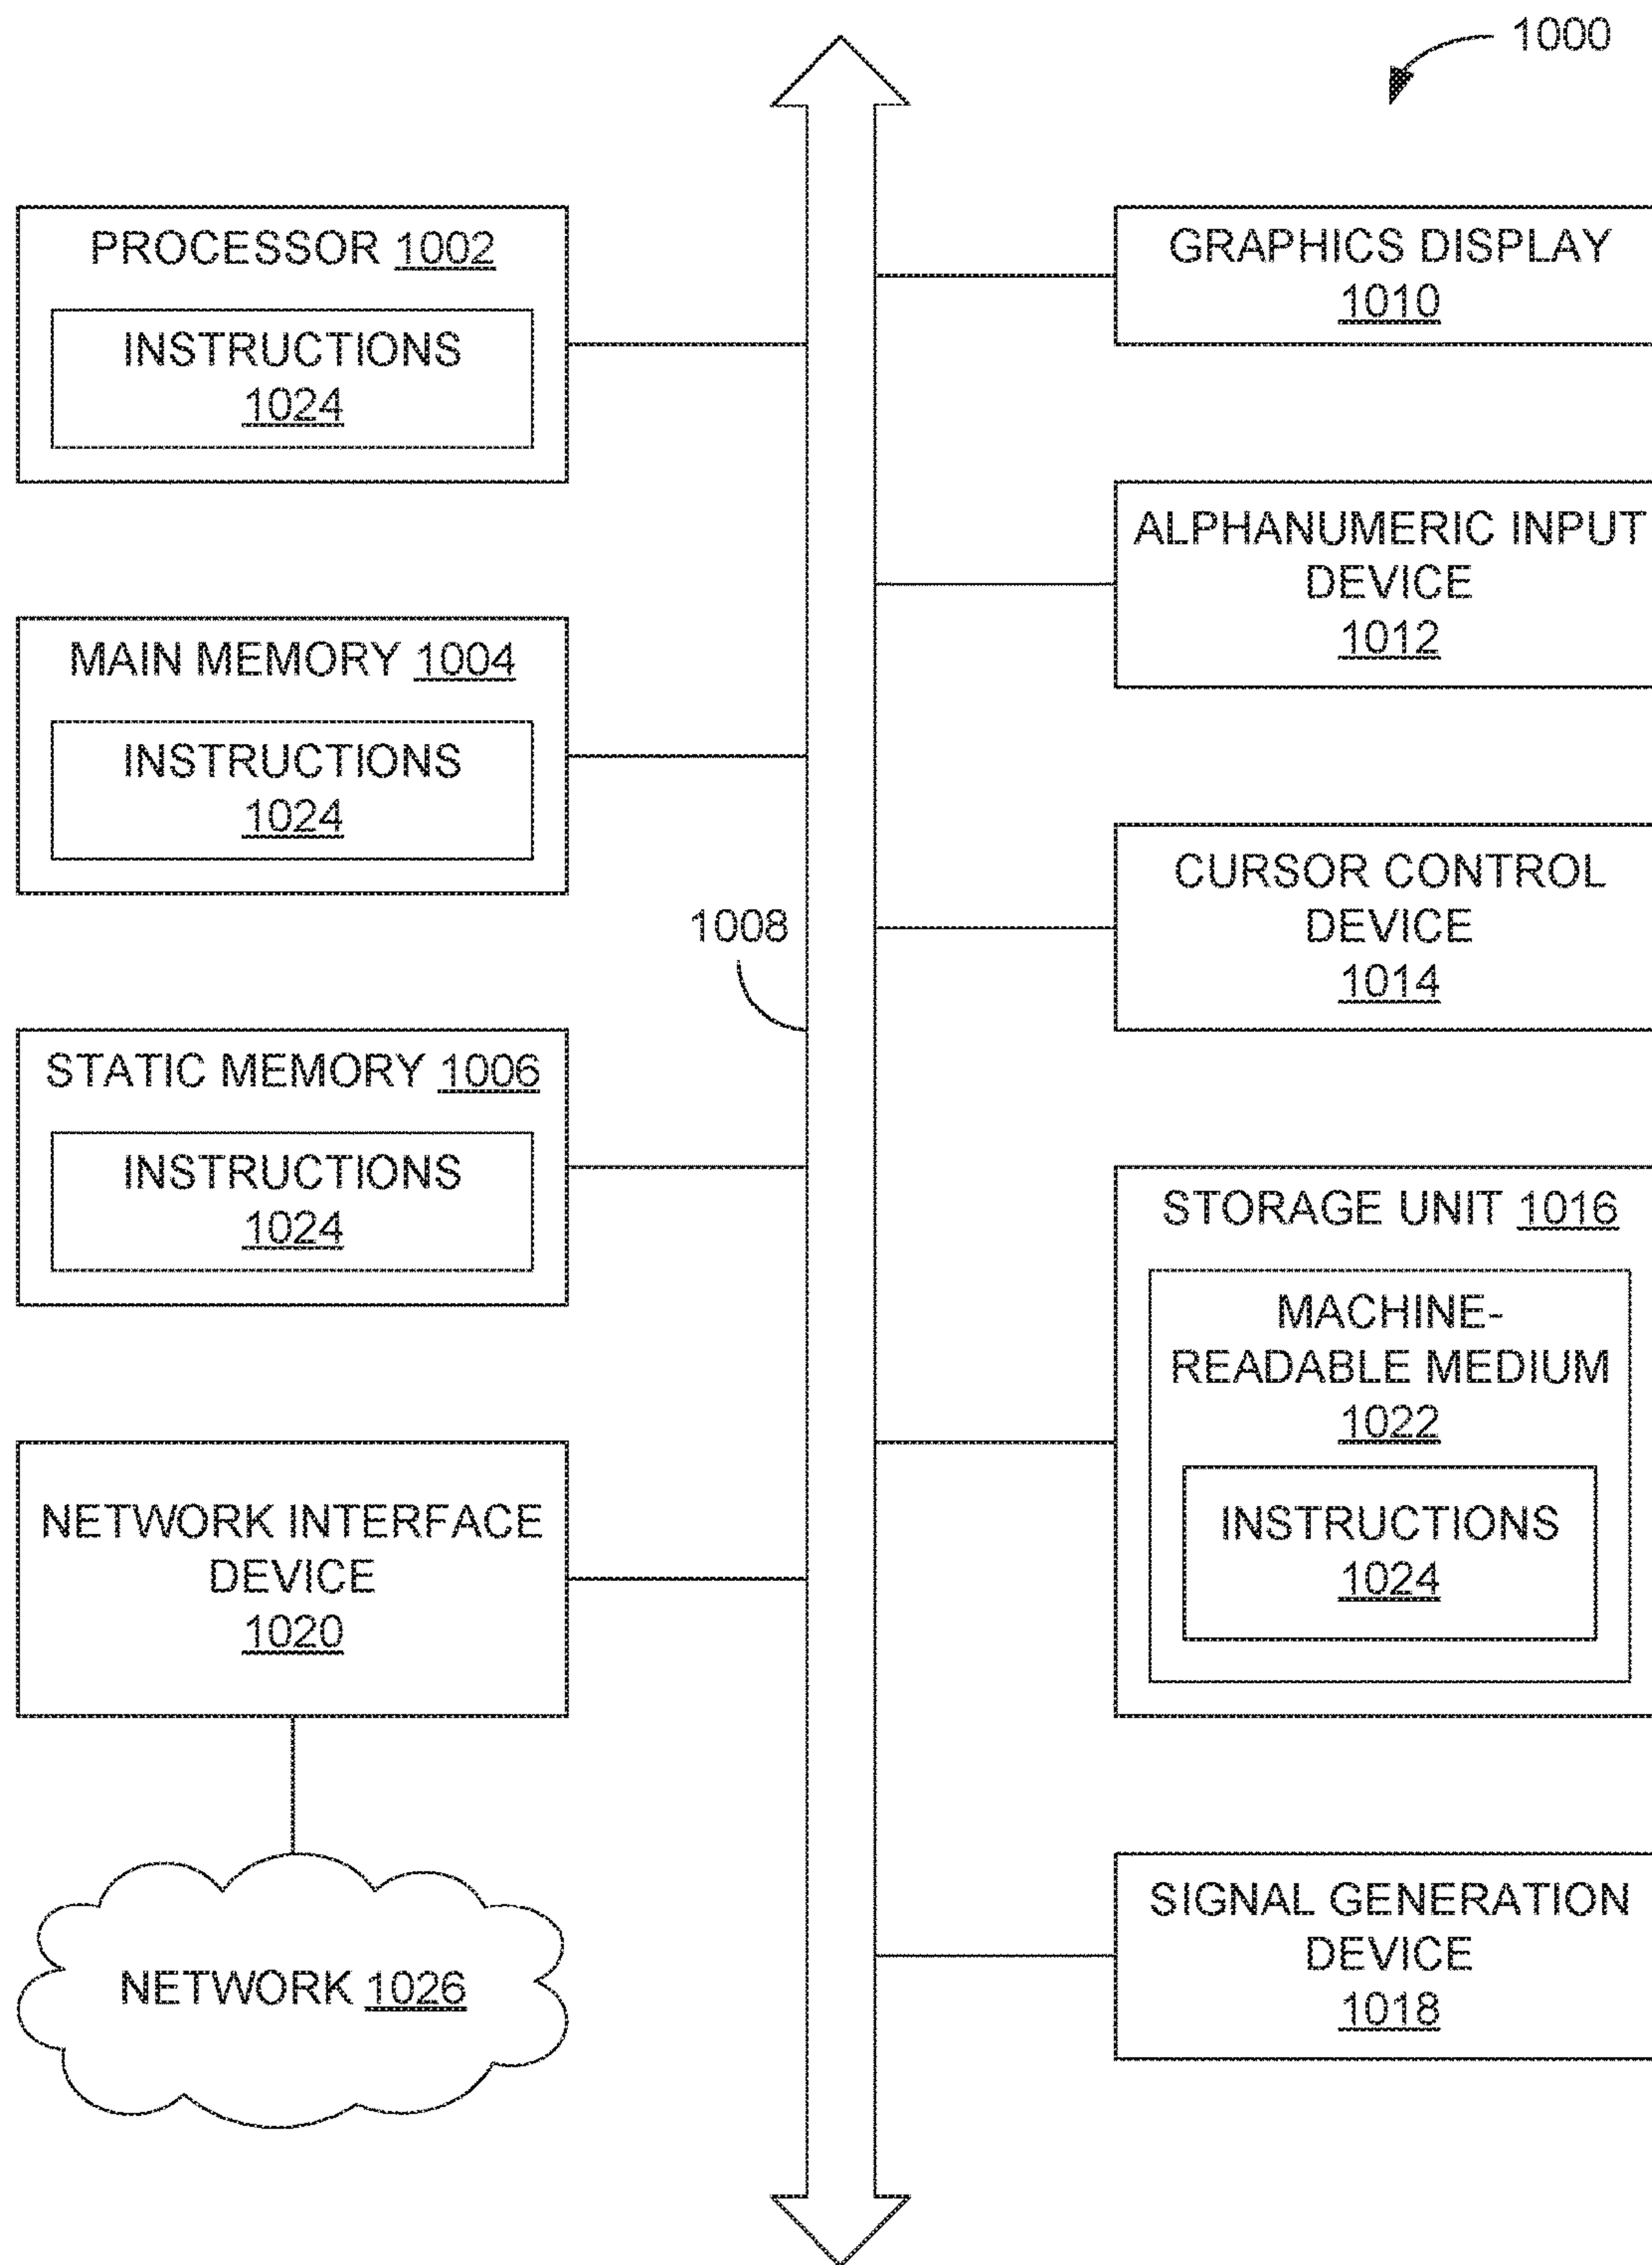 1000
PROCESSOR 1002
INSTRUCTIONS
1024
MAIN MEMORY 1004
INSTRUCTIONS
1024
1008
STATIC MEMORY 1006
INSTRUCTIONS
1024
NETWORK INTERFACE
DEVICE
1020
NETWORK 1026
GRAPHICS DISPLAY
1010
ALPHANUMERIC INPUT
DEVICE
1012
CURSOR CONTROL
DEVICE
1014
STORAGE UNIT 1016
MACHINE-
READABLE MEDIUM
1022
INSTRUCTIONS
1024
SIGNAL GENERATION
DEVICE
1018